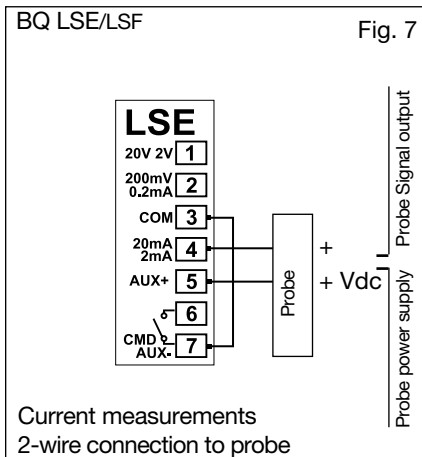 BQ LSE/LSF
Fig. 7
LSE
20V 2V 1
200mV
0.2mA 2
COM 3
20mA
2mA 4
AUX+ 5
6
CMD
AUX- 7
Probe
+
+ Vdc
Probe Signal output
Probe power supply
Current measurements
2-wire connection to probe